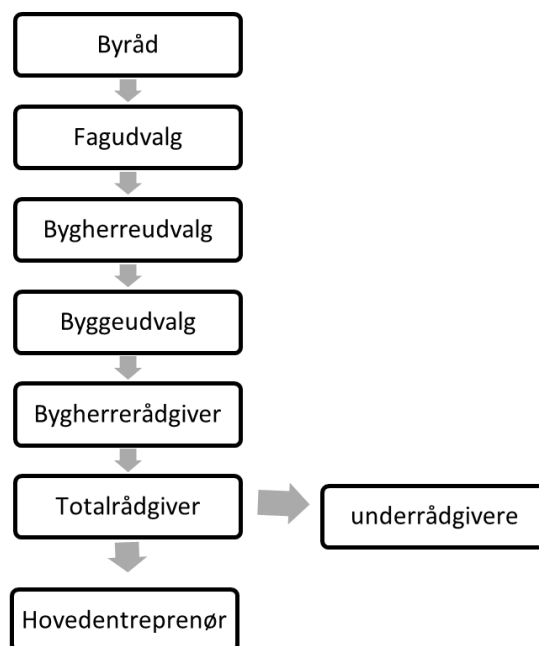 Byråd
Fagudvalg
Bygherreudvalg
Byggeudvalg
Bygherrerådgiver
Totalrådgiver
underrådgivere
Hovedentreprenør